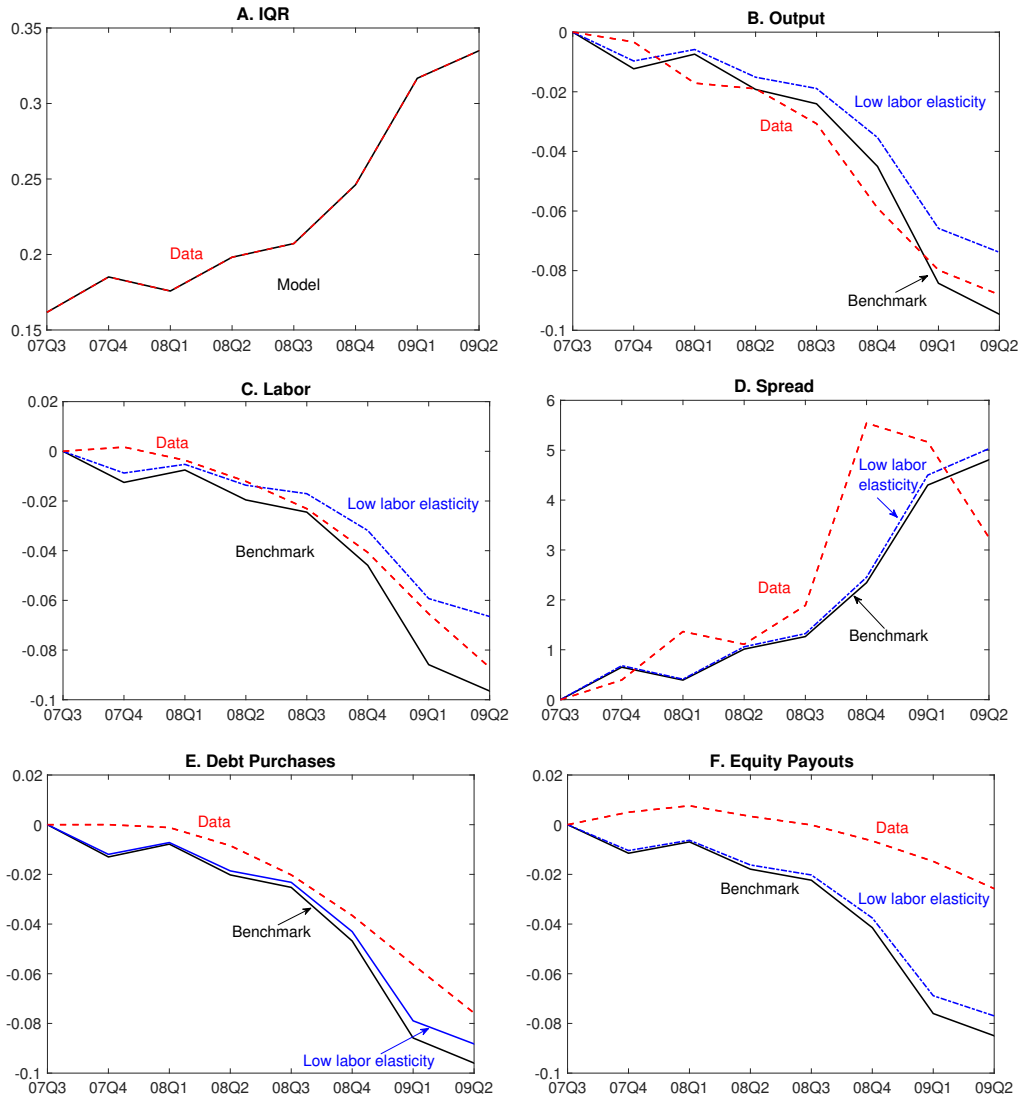 A. IQR
0.35
0.3
0.25
0.2
0.15
Data
Model
07Q3 07Q4 08Q1 08Q2 08Q3 08Q4 09Q1 09Q2
B. Output
0
-0.02
-0.04
-0.06
-0.08
-0.1
Low labor elasticity
Data
Benchmark
07Q3 07Q4 08Q1 08Q2 08Q3 08Q4 09Q1 09Q2
C. Labor
0.02
0
-0.02
-0.04
-0.06
-0.08
-0.1
Data
Low labor elasticity
Benchmark
07Q3 07Q4 08Q1 08Q2 08Q3 08Q4 09Q1 09Q2
D. Spread
6
5
4
3
2
1
0
Low labor
elasticity
Data
Benchmark
07Q3 07Q4 08Q1 08Q2 08Q3 08Q4 09Q1 09Q2
E. Debt Purchases
0.02
0
-0.02
-0.04
-0.06
-0.08
-0.1
Data
Benchmark
Low labor elasticity
07Q3 07Q4 08Q1 08Q2 08Q3 08Q4 09Q1 09Q2
F. Equity Payouts
0.02
0
-0.02
-0.04
-0.06
-0.08
-0.1
Data
Benchmark
Low labor elasticity
07Q3 07Q4 08Q1 08Q2 08Q3 08Q4 09Q1 09Q2